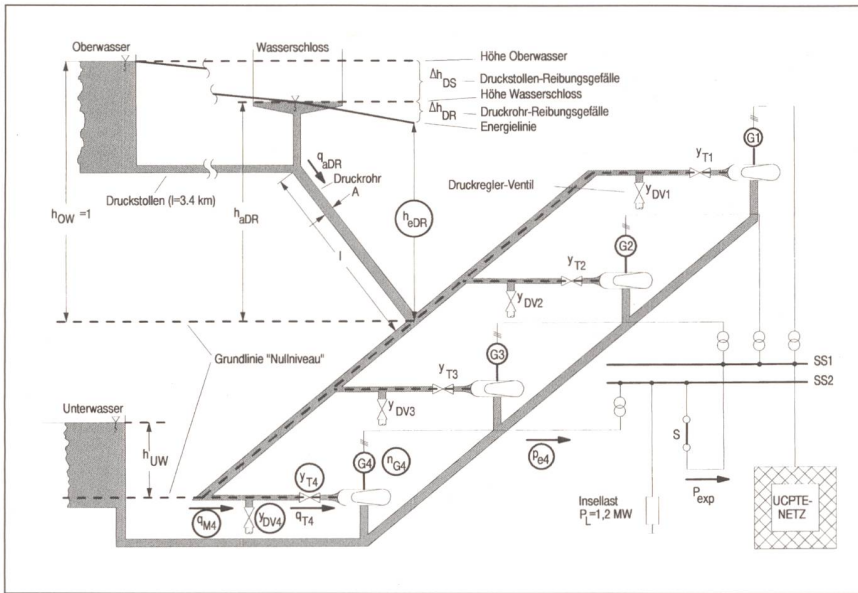 Oberwasser
Wasserschloss
Höhe Oberwasser
Δh_DS
Druckstollen-Reibungsgefälle
Höhe Wasserschloss
Δh_DR
Druckrohr-Reibungsgefälle
Energielinie
G1
q_aDR
y_T1
Druckrohr
A
Druckregler-Ventil
Druckstollen (l=3.4 km)
y_DV1
h_OW =1
h_aDR
h_eDR
G2
l
y_T2
y_DV2
Grundlinie "Nullniveau"
G3
SS1
y_T3
SS2
Unterwasser
y_DV3
h_UW
S
G4
n_G4
p_e4
y_T4
P_exp
Insellast
P_L=1,2 MW
UCPTE-
NETZ
q_M4
y_DV4
q_T4